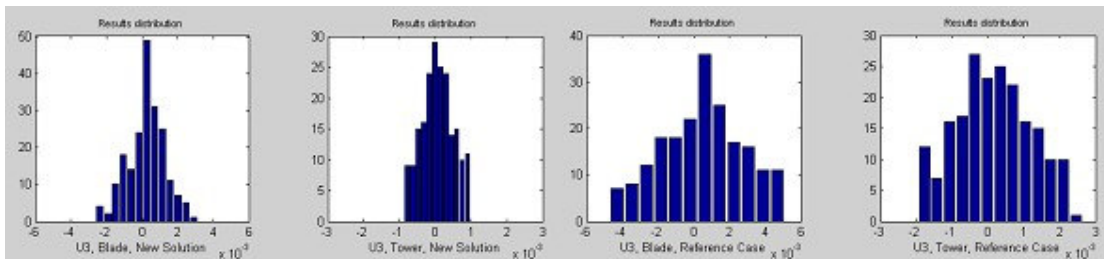 Results distribution
60
50
40
30
20
10
0
-6 -4 -2 0 2 4 6
U3, Blade, New Solution x 10⁻³
Results distribution
30
25
20
15
10
5
0
-3 -2 -1 0 1 2 3
U3, Tower, New Solution x 10⁻³
Results distribution
40
30
20
10
0
-6 -4 -2 0 2 4 6
U3, Blade, Reference Case x 10⁻³
Results distribution
30
25
20
15
10
5
0
-3 -2 -1 0 1 2 3
U3, Tower, Reference Case x 10⁻³